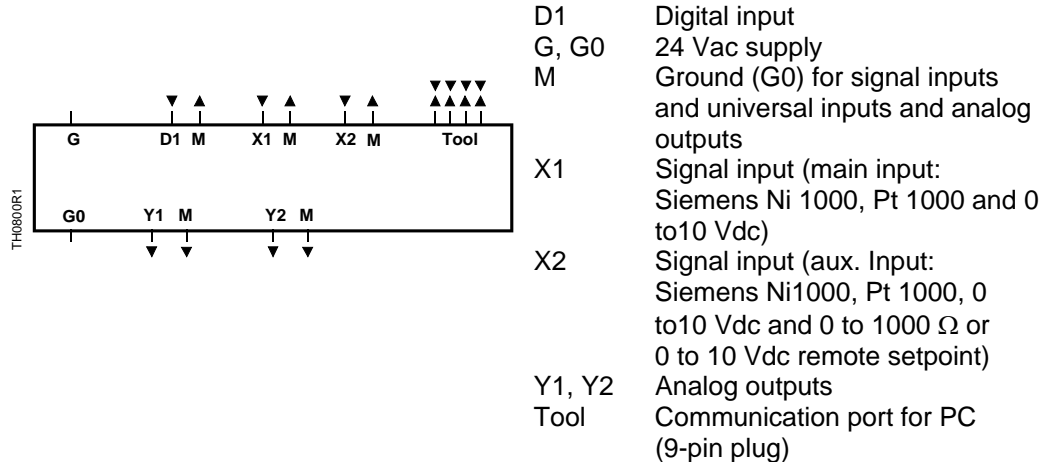 G D1 M X1 M X2 M Tool
G0 Y1 M Y2 M
TH0800R1
D1 Digital input
G, G0 24 Vac supply
M Ground (G0) for signal inputs
and universal inputs and analog
outputs
X1 Signal input (main input:
Siemens Ni 1000, Pt 1000 and 0
to10 Vdc)
X2 Signal input (aux. Input:
Siemens Ni1000, Pt 1000, 0
to10 Vdc and 0 to 1000 Ω or
0 to 10 Vdc remote setpoint)
Y1, Y2 Analog outputs
Tool Communication port for PC
(9-pin plug)